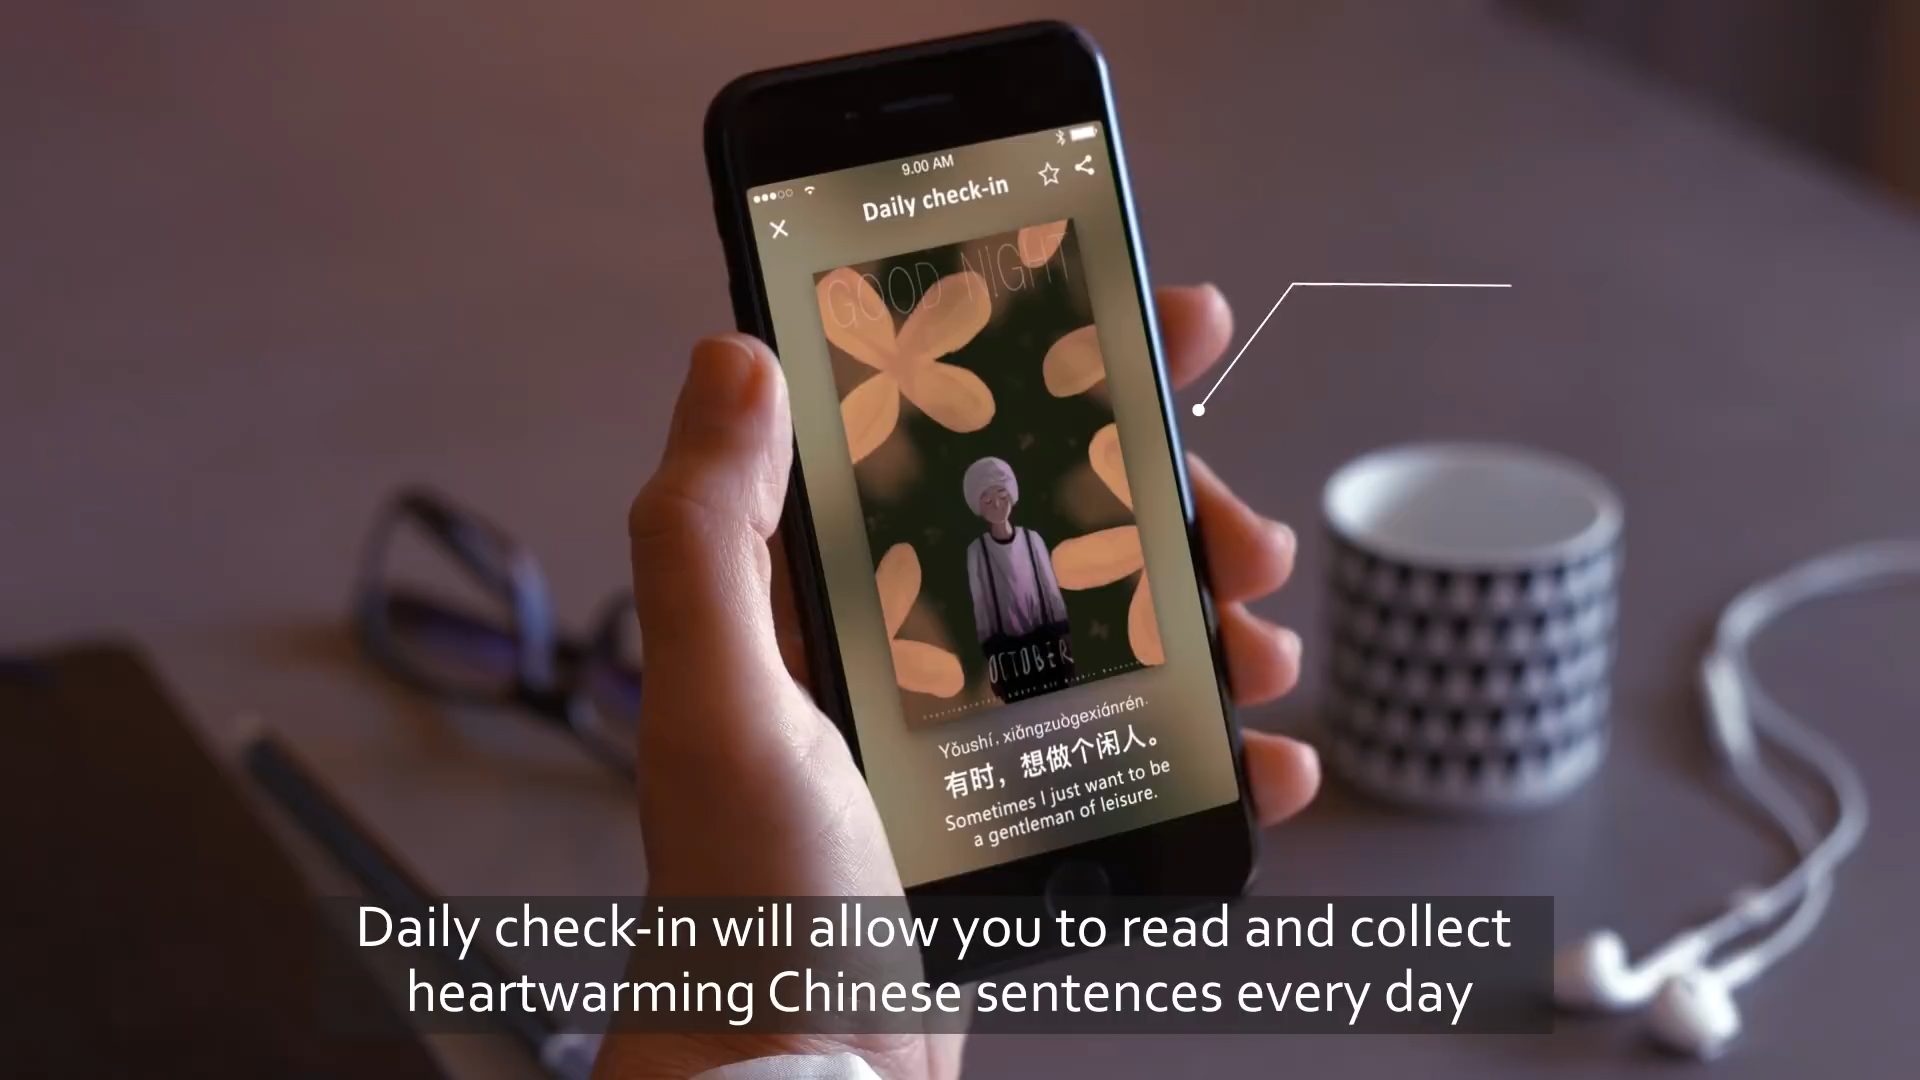 9.00 AM
Daily check-in
GOOD NIGHT
OCTOBER
Yǒushí, xiǎngzuògexiánrén.
有时，想做个闲人。
Sometimes I just want to be
a gentleman of leisure.
Daily check-in will allow you to read and collect
heartwarming Chinese sentences every day